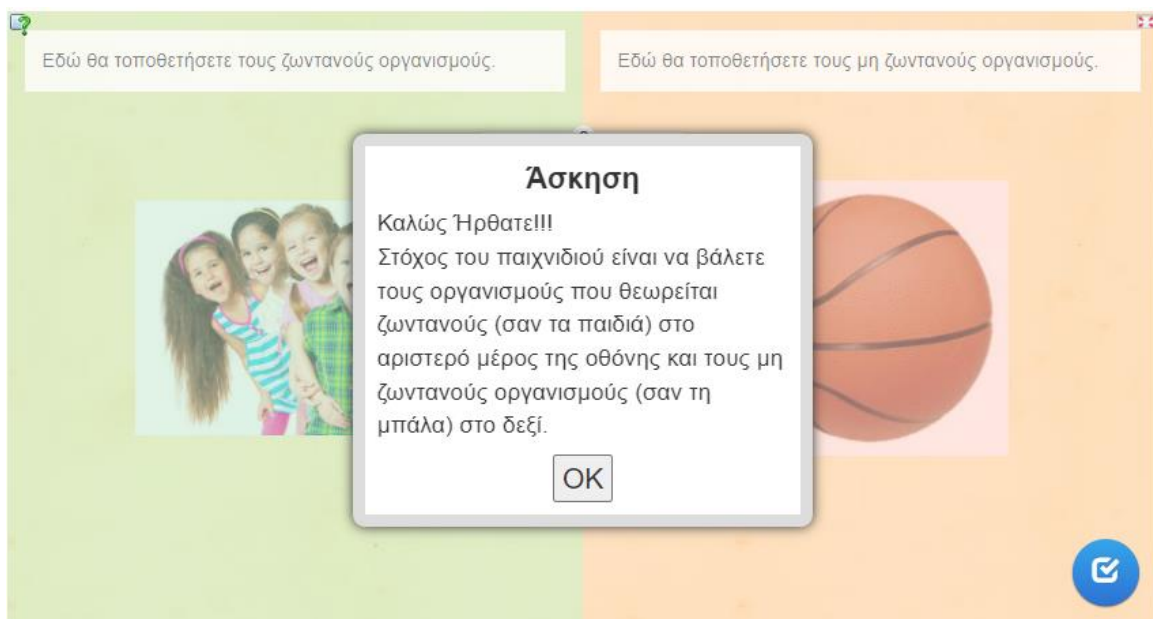 Εδώ θα τοποθετήσετε τους ζωντανούς οργανισμούς.
Εδώ θα τοποθετήσετε τους μη ζωντανούς οργανισμούς.
Άσκηση
Καλώς Ήρθατε!!!
Στόχος του παιχνιδιού είναι να βάλετε
τους οργανισμούς που θεωρείται
ζωντανούς (σαν τα παιδιά) στο
αριστερό μέρος της οθόνης και τους μη
ζωντανούς οργανισμούς (σαν τη
μπάλα) στο δεξί.
OK